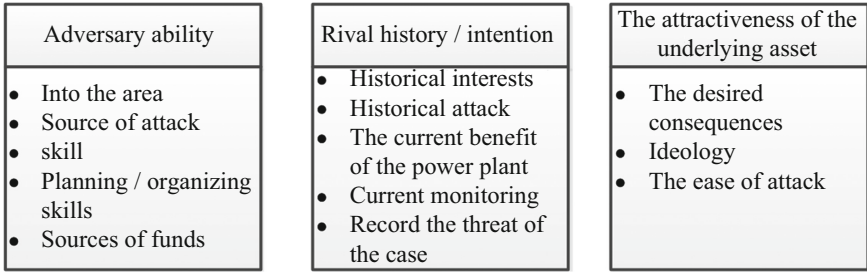 Adversary ability
• Into the area
• Source of attack
• skill
• Planning / organizing
skills
• Sources of funds
Rival history / intention
• Historical interests
• Historical attack
• The current benefit
of the power plant
• Current monitoring
• Record the threat of
the case
The attractiveness of the
underlying asset
• The desired
consequences
• Ideology
• The ease of attack